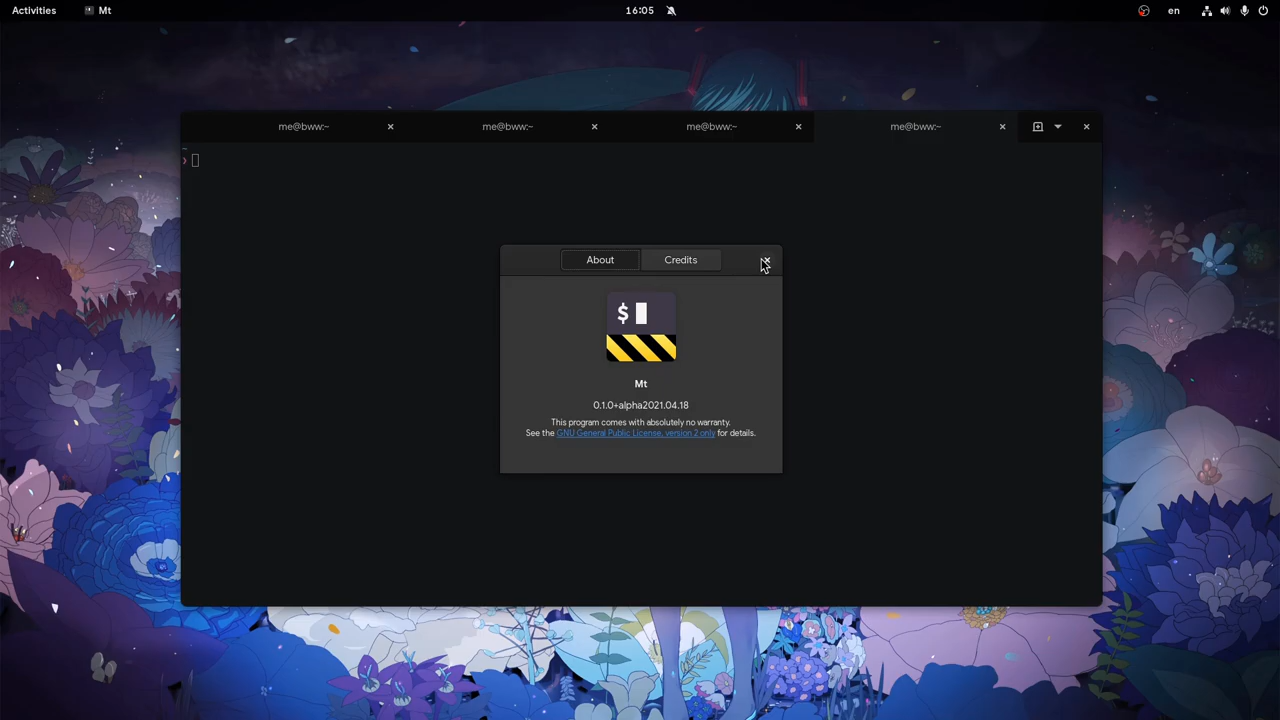 Activities
Mt
16:05
en
me@bww:~
me@bww:~
me@bww:~
me@bww:~
~
❯
About
Credits
$
Mt
0.1.0+alpha2021.04.18
This program comes with absolutely no warranty.
See the GNU General Public License, version 2 only for details.